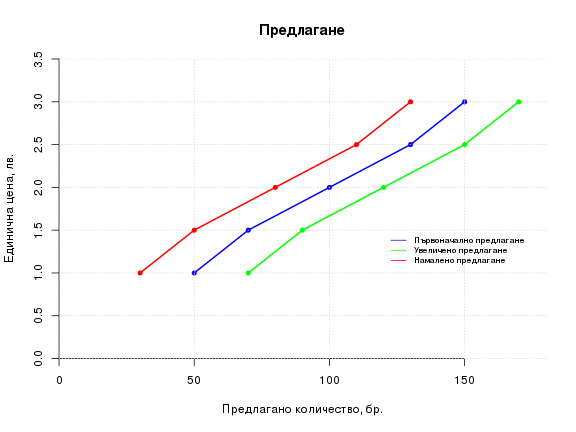 Предлагане
Единична цена, лв.
3.5
3.0
2.5
2.0
1.5
1.0
0.5
0.0
Първоначално предлагане
Увеличено предлагане
Намалено предлагане
0 50 100 150
Предлагано количество, бр.